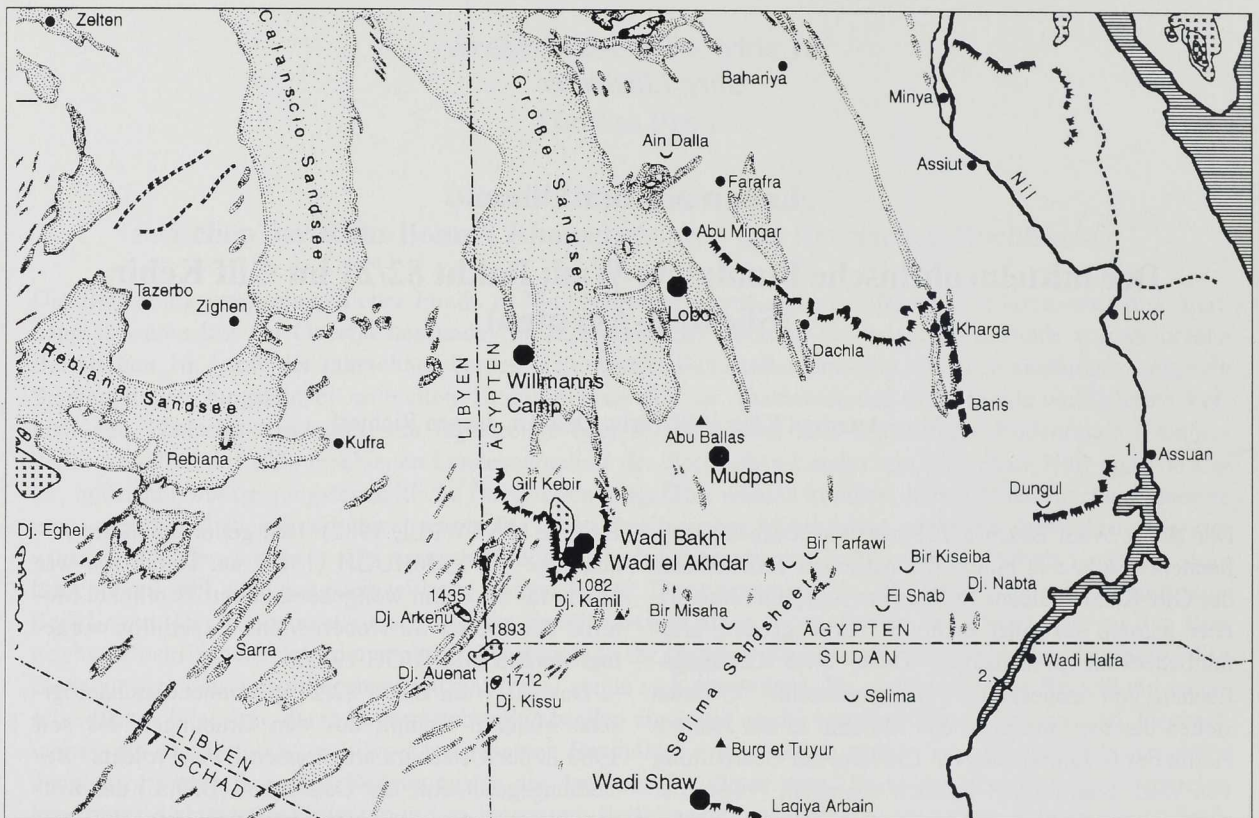 Zelten
Calanscio Sandsee
Große Sandsee
Bahariya
Minya
Ain Dalla
Assiut
Nil
Farafra
Abu Minqar
Tazerbo
Zighen
Lobo
Luxor
Kharga
Dachla
Rebiana Sandsee
LIBYEN
ÄGYPTEN
Willmanns
Camp
Baris
Kufra
Abu Ballas
Rebiana
Mudpans
1.
Assuan
Gilf Kebir
Dungul
Dj. Eghei
Wadi Bakht
Wadi el Akhdar
Bir Tarfawi
Bir Kiseiba
1082
Dj. Nabta
1435
Dj. Kamil
El Shab
Dj. Arkenu
Bir Misaha
1893
ÄGYPTEN
SUDAN
Sarra
Wadi Halfa
Dj. Auenat
1712
2.
Dj. Kissu
Selima
Selima Sandsheet
LIBYEN
SCHAD
Burg et Tuyur
Wadi Shaw
Laqiya Arbain